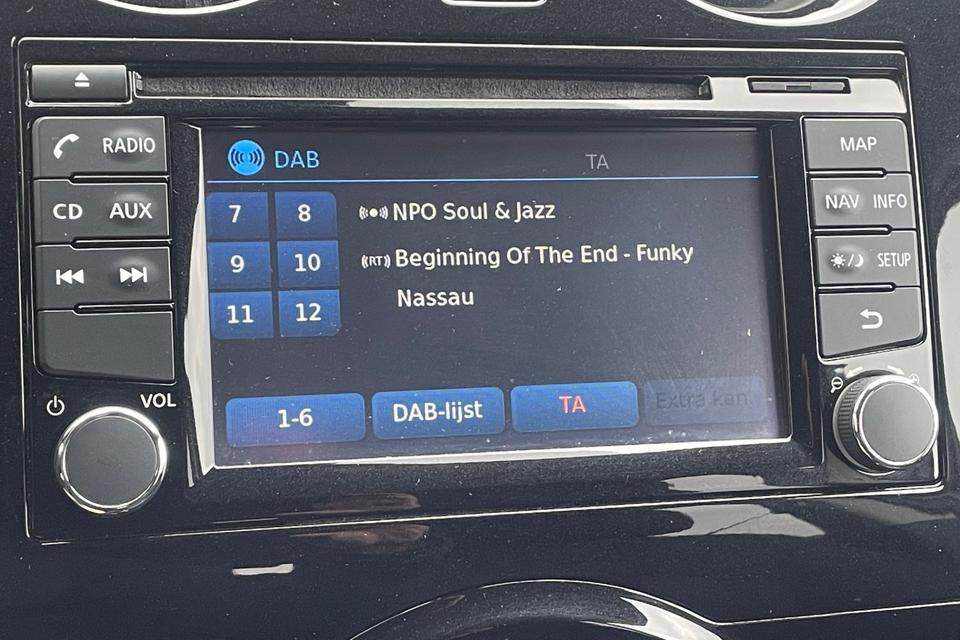 RADIO
CD AUX
VOL
DAB
TA
7 8
9 10
11 12
NPO Soul & Jazz
(RT) Beginning Of The End - Funky
Nassau
1-6
DAB-lijst
TA
Extra kan.
MAP
NAV INFO
SETUP